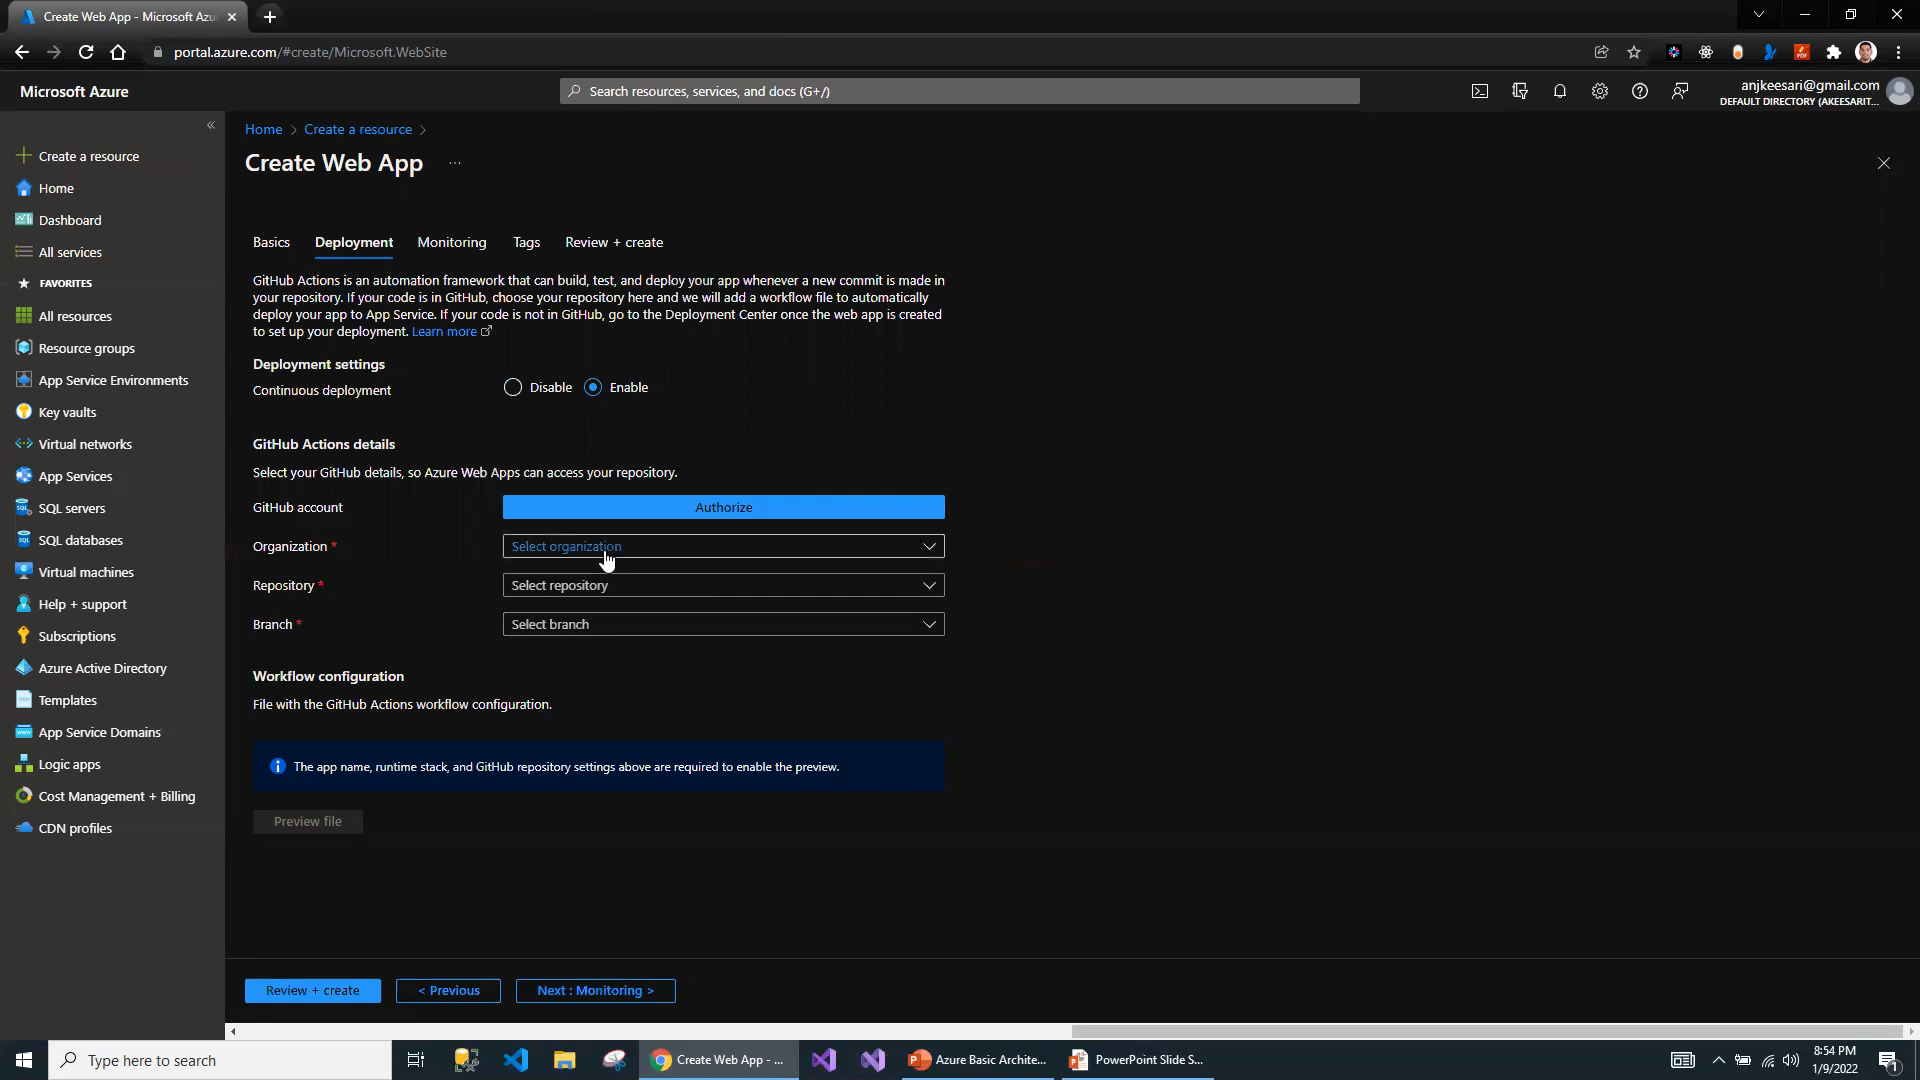 Create Web App - Microsoft Azu
portal.azure.com/#create/Microsoft.WebSite
Microsoft Azure
Search resources, services, and docs (G+/)
anjkeesari@gmail.com
DEFAULT DIRECTORY (AKEESARIT...
Create a resource
Home
Dashboard
All services
FAVORITES
All resources
Resource groups
App Service Environments
Key vaults
Virtual networks
App Services
SQL servers
SQL databases
Virtual machines
Help + support
Subscriptions
Azure Active Directory
Templates
App Service Domains
Logic apps
Cost Management + Billing
CDN profiles
Home > Create a resource >
Create Web App ...
Basics Deployment Monitoring Tags Review + create
GitHub Actions is an automation framework that can build, test, and deploy your app whenever a new commit is made in
your repository. If your code is in GitHub, choose your repository here and we will add a workflow file to automatically
deploy your app to App Service. If your code is not in GitHub, go to the Deployment Center once the web app is created
to set up your deployment. Learn more
Deployment settings
Continuous deployment Disable Enable
GitHub Actions details
Select your GitHub details, so Azure Web Apps can access your repository.
GitHub account Authorize
Organization * Select organization
Repository * Select repository
Branch * Select branch
Workflow configuration
File with the GitHub Actions workflow configuration.
The app name, runtime stack, and GitHub repository settings above are required to enable the preview.
Preview file
Review + create < Previous Next : Monitoring >
Type here to search
Create Web App - ...
Azure Basic Archite...
PowerPoint Slide S...
8:54 PM
1/9/2022
1